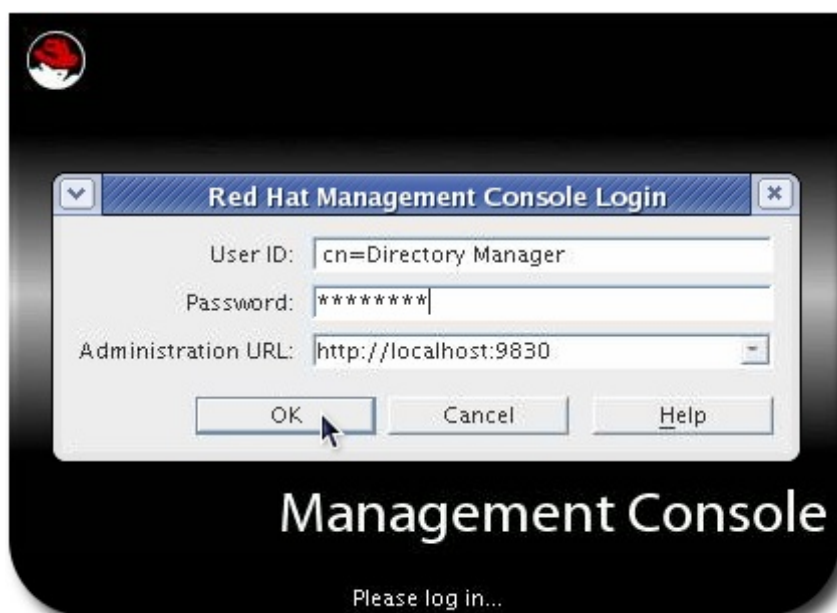 Red Hat Management Console Login
User ID: cn=Directory Manager
Password: ********
Administration URL: http://localhost:9830
OK Cancel Help
Management Console
Please log in...